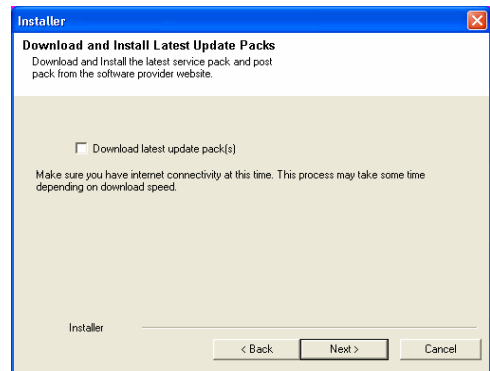 Installer
Download and Install Latest Update Packs
Download and Install the latest service pack and post
pack from the software provider website.
Download latest update pack(s)
Make sure you have internet connectivity at this time. This process may take some time
depending on download speed.
Installer
< Back
Next >
Cancel